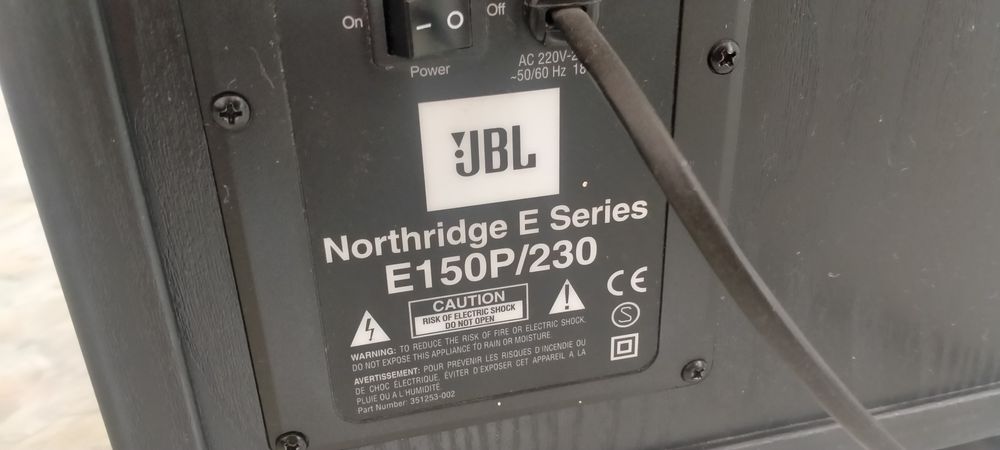 On
Off
Power
AC 220V-2
~50/60 Hz 18
JBL
Northridge E Series
E150P/230
CAUTION
RISK OF ELECTRIC SHOCK
DO NOT OPEN
WARNING: TO REDUCE THE RISK OF FIRE OR ELECTRIC SHOCK,
DO NOT EXPOSE THIS APPLIANCE TO RAIN OR MOISTURE.
AVERTISSEMENT: POUR PRÉVENIR LES RISQUES D'INCENDIE OU
DE CHOC ÉLECTRIQUE, ÉVITER D'EXPOSER CET APPAREIL A LA
PLUIE OU A L'HUMIDITÉ
Part Number 351253-002
CE
S